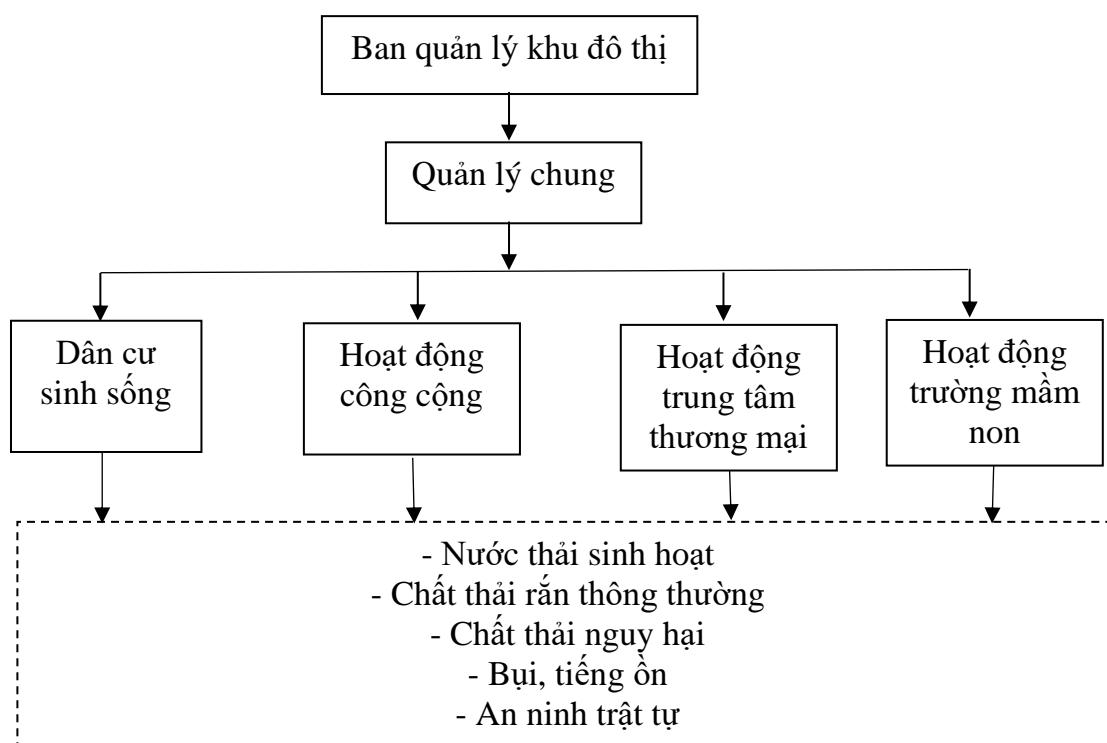 Ban quản lý khu đô thị
Quản lý chung
Dân cư
sinh sống
Hoạt động
công cộng
Hoạt động
trung tâm
thương mại
Hoạt động
trường mầm
non
- Nước thải sinh hoạt
- Chất thải rắn thông thường
- Chất thải nguy hại
- Bụi, tiếng ồn
- An ninh trật tự